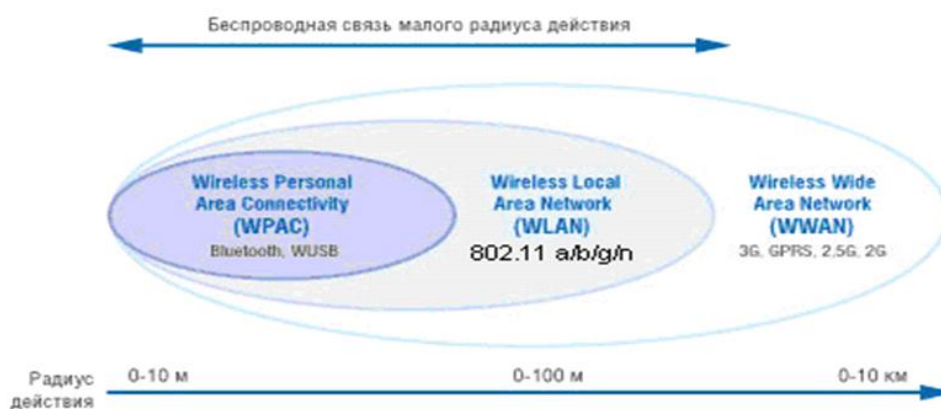 Беспроводная связь малого радиуса действия
Wireless Personal
Area Connectivity
(WPAC)
Bluetooth, WUSB
Wireless Local
Area Network
(WLAN)
802.11 a/b/g/n
Wireless Wide
Area Network
(WWAN)
3G, GPRS, 2,5G, 2G
Радиус
действия
0-10 м
0-100 м
0-10 км